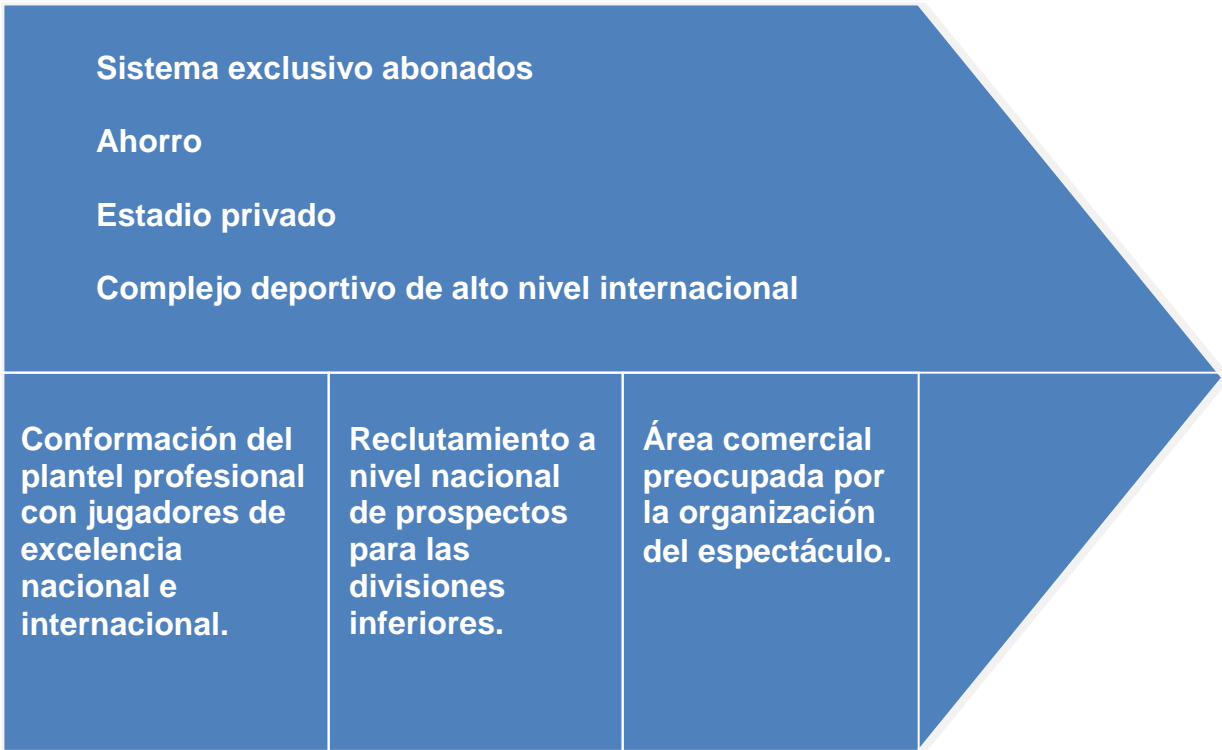 Sistema exclusivo abonados
Ahorro
Estadio privado
Complejo deportivo de alto nivel internacional
Conformación del
plantel profesional
con jugadores de
excelencia
nacional e
internacional.
Reclutamiento a
nivel nacional
de prospectos
para las
divisiones
inferiores.
Área comercial
preocupada por
la organización
del espectáculo.